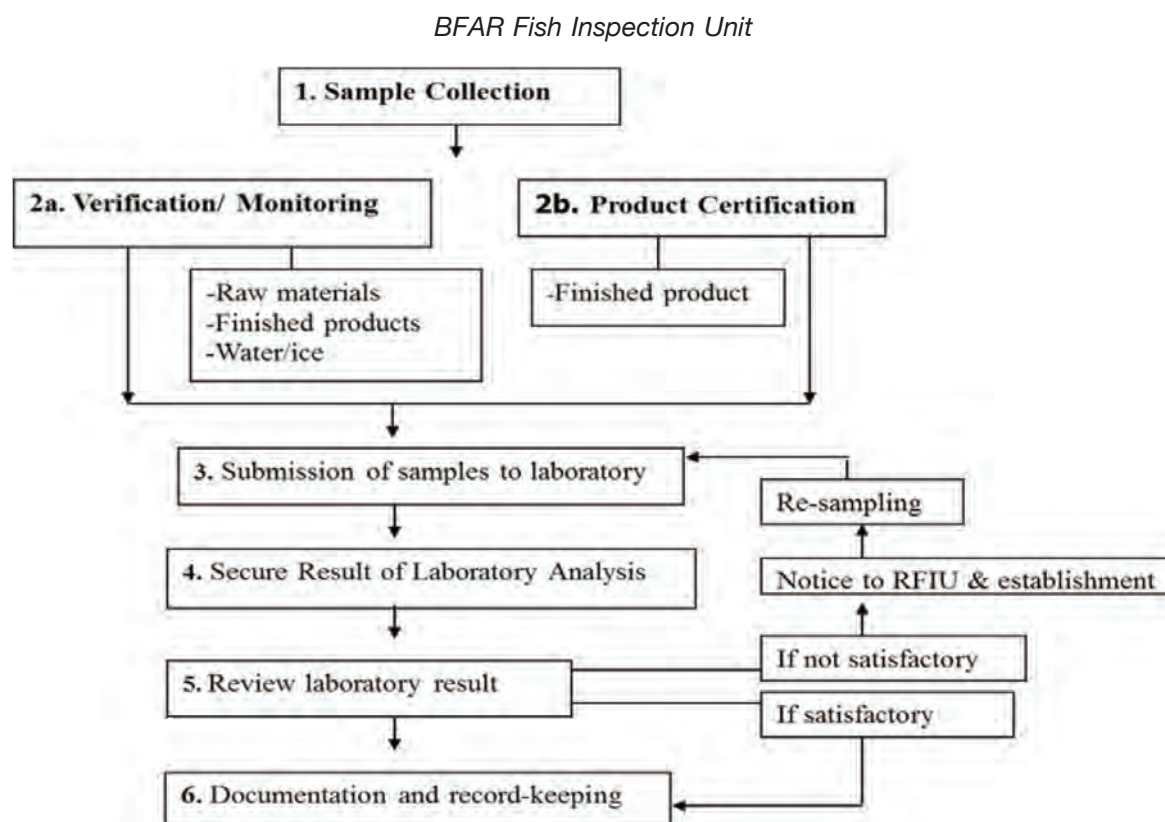 BFAR Fish Inspection Unit
1. Sample Collection
2a. Verification/ Monitoring
2b. Product Certification
-Raw materials
-Finished products
-Water/ice
-Finished product
3. Submission of samples to laboratory
Re-sampling
4. Secure Result of Laboratory Analysis
Notice to RFIU & establishment
5. Review laboratory result
If not satisfactory
If satisfactory
6. Documentation and record-keeping